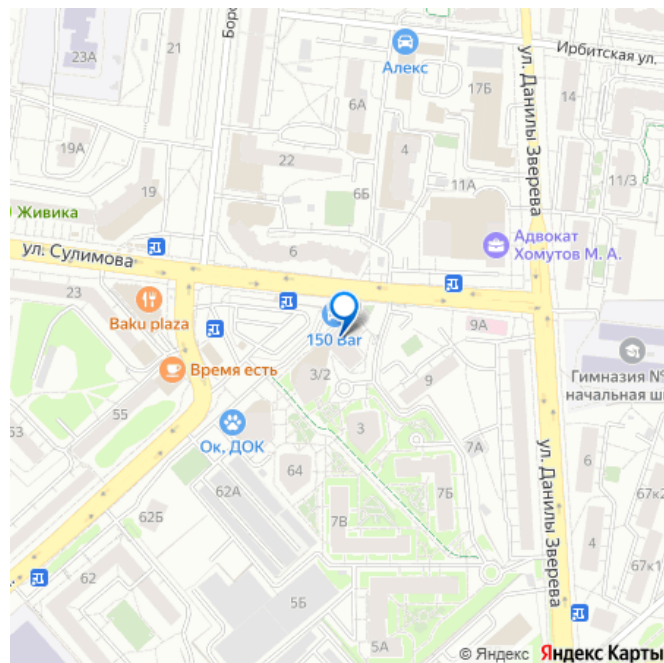 23А
21
Боро
Алекс
Ирбитская ул.
17Б
14
6А
19А
22
4
11А
11/3
6Б
19
Живика
ул. Данилы Зверева
Адвокат
Хомутов М. А.
ул. Сулимова
6
23
Baku plaza
150 Bar
9А
Гимназия №
начальная ш
Время есть
3/2
9
55
53
3
Ок, ДОК
7А
64
ул. Данилы Зверева
6
62А
7Б
67к2
62Б
7В
4
62
5Б
67к1
5А
© Яндекс Яндекс Карты